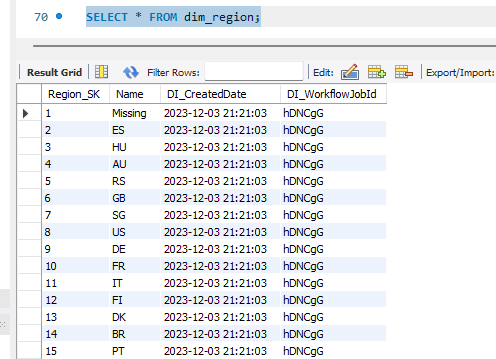 70 SELECT * FROM dim_region;
Result Grid Filter Rows: Edit: Export/Import:
Region_SK Name DI_CreatedDate DI_WorkflowJobId
1 Missing 2023-12-03 21:21:03 hDNCgG
2 ES 2023-12-03 21:21:03 hDNCgG
3 HU 2023-12-03 21:21:03 hDNCgG
4 AU 2023-12-03 21:21:03 hDNCgG
5 RS 2023-12-03 21:21:03 hDNCgG
6 GB 2023-12-03 21:21:03 hDNCgG
7 SG 2023-12-03 21:21:03 hDNCgG
8 US 2023-12-03 21:21:03 hDNCgG
9 DE 2023-12-03 21:21:03 hDNCgG
10 FR 2023-12-03 21:21:03 hDNCgG
11 IT 2023-12-03 21:21:03 hDNCgG
12 FI 2023-12-03 21:21:03 hDNCgG
13 DK 2023-12-03 21:21:03 hDNCgG
14 BR 2023-12-03 21:21:03 hDNCgG
15 PT 2023-12-03 21:21:03 hDNCgG